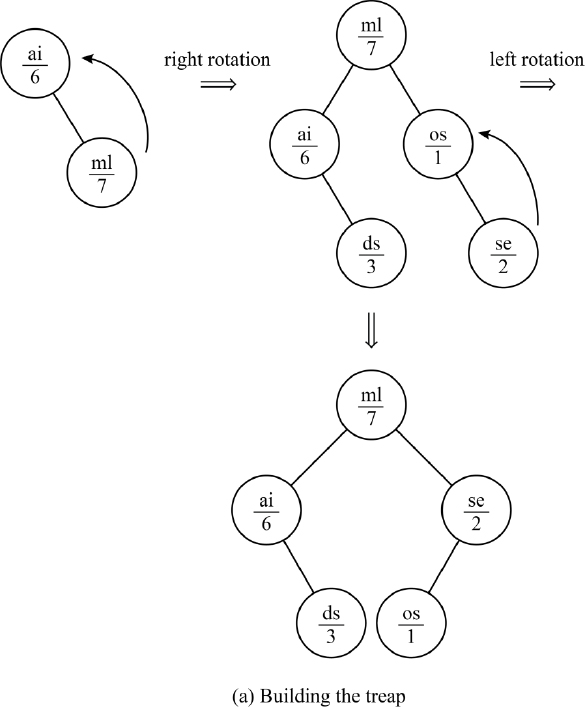 ai
6
ml
7
right rotation
⟹
ml
7
ai
6
os
1
ds
3
se
2
left rotation
⟹
⇓
ml
7
ai
6
se
2
ds
3
os
1
(a) Building the treap